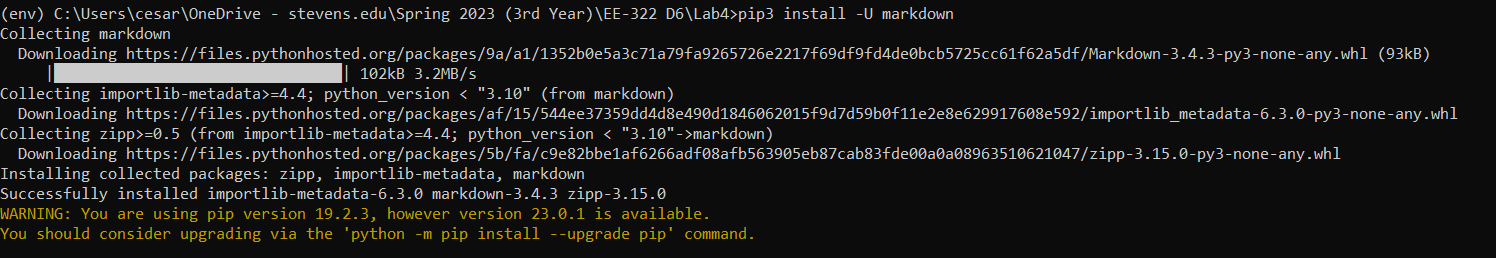 (env) C:\Users\cesar\OneDrive - stevens.edu\Spring 2023 (3rd Year)\EE-322 D6\Lab4>pip3 install -U markdown
Collecting markdown
  Downloading https://files.pythonhosted.org/packages/9a/a1/1352b0e5a3c71a79fa9265726e2217f69df9fd4de0bcb5725cc61f62a5df/Markdown-3.4.3-py3-none-any.whl (93kB)
     |████████████████████████████████| 102kB 3.2MB/s
Collecting importlib-metadata>=4.4; python_version < "3.10" (from markdown)
  Downloading https://files.pythonhosted.org/packages/af/15/544ee37359dd4d8e490d1846062015f9d7d59b0f11e2e8e629917608e592/importlib_metadata-6.3.0-py3-none-any.whl
Collecting zipp>=0.5 (from importlib-metadata>=4.4; python_version < "3.10"->markdown)
  Downloading https://files.pythonhosted.org/packages/5b/fa/c9e82bbe1af6266adf08afb563905eb87cab83fde00a0a08963510621047/zipp-3.15.0-py3-none-any.whl
Installing collected packages: zipp, importlib-metadata, markdown
Successfully installed importlib-metadata-6.3.0 markdown-3.4.3 zipp-3.15.0
WARNING: You are using pip version 19.2.3, however version 23.0.1 is available.
You should consider upgrading via the 'python -m pip install --upgrade pip' command.